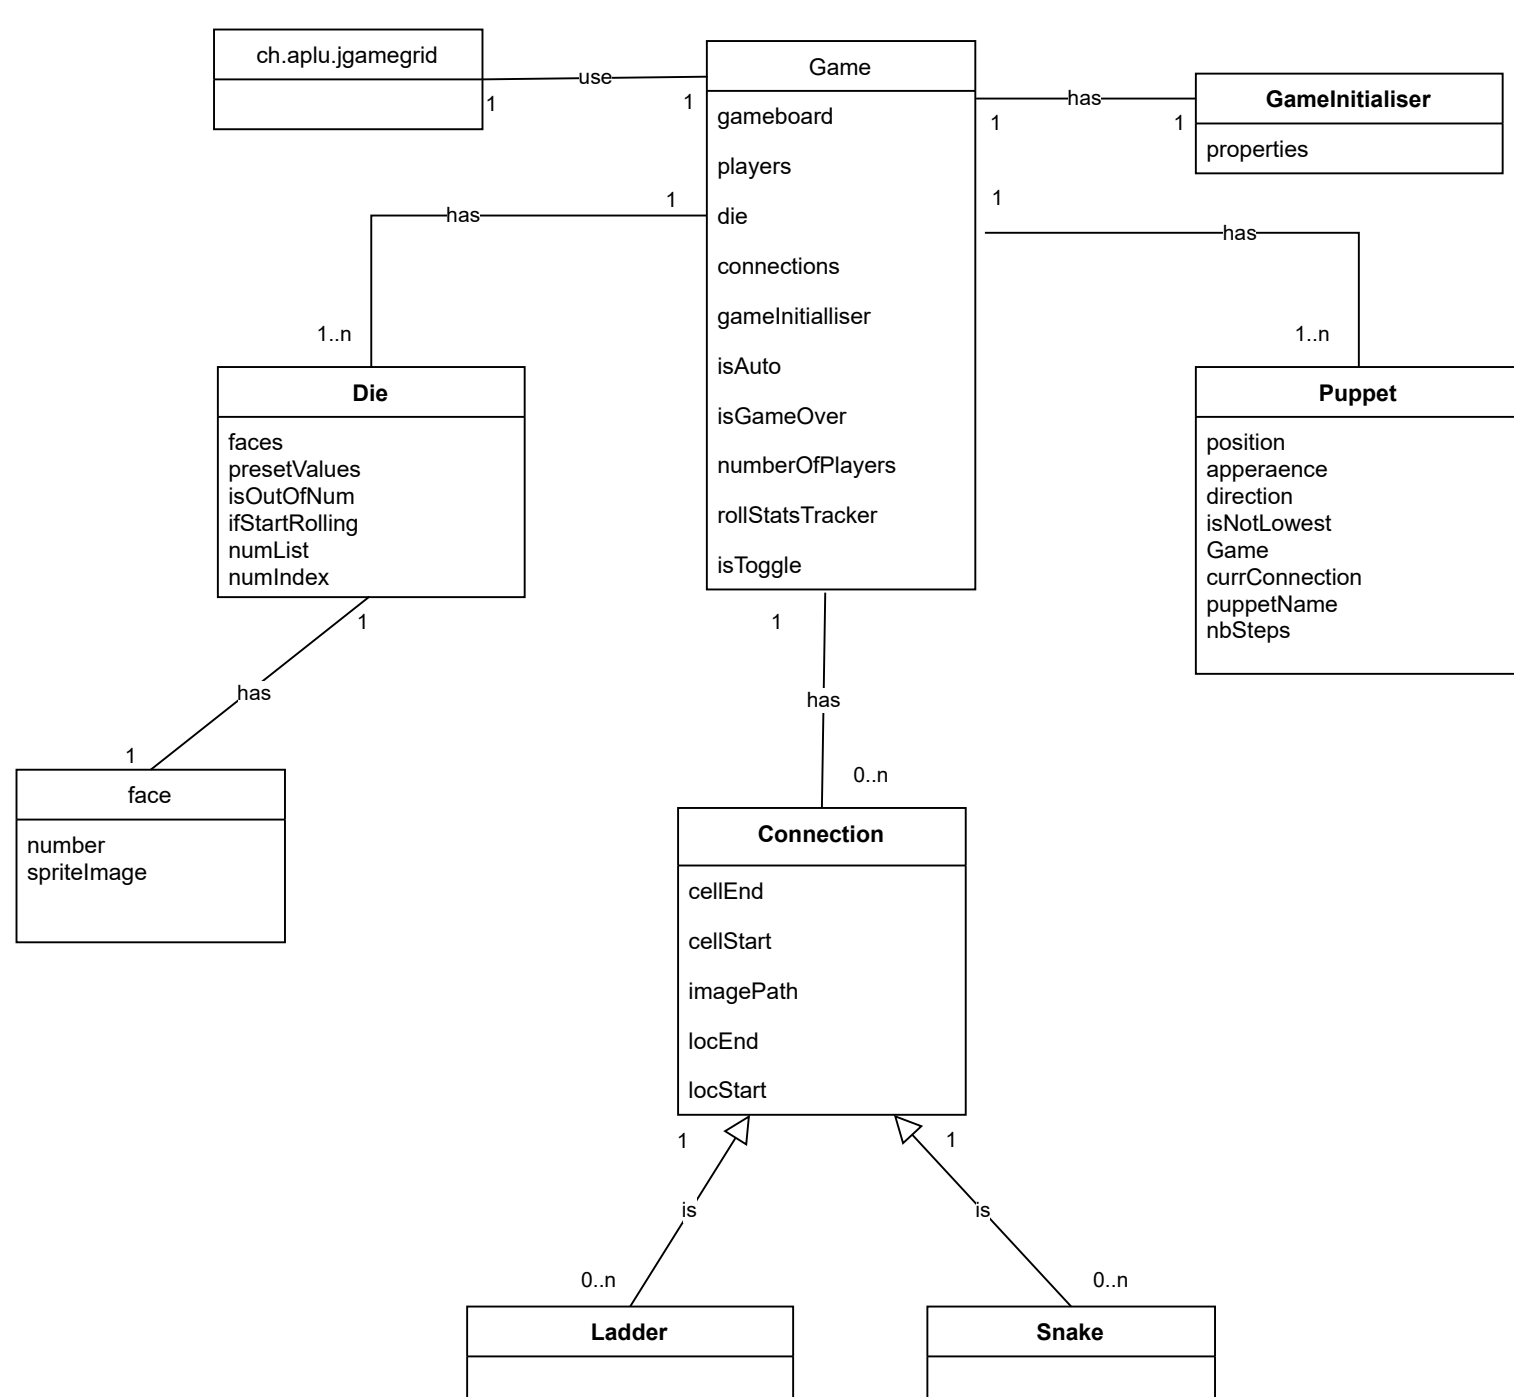 ch.aplu.jgamegrid
1
use
1
Game
gameboard
players
die
connections
gameInitialliser
isAuto
isGameOver
numberOfPlayers
rollStatsTracker
isToggle
1
has
1
GameInitialiser
properties
1
has
1..n
Puppet
position
apperaence
direction
isNotLowest
Game
currConnection
puppetName
nbSteps
1
has
1..n
Die
faces
presetValues
isOutOfNum
ifStartRolling
numList
numIndex
1
has
1
face
number
spriteImage
1
has
0..n
Connection
cellEnd
cellStart
imagePath
locEnd
locStart
1
is
0..n
Ladder
1
is
0..n
Snake